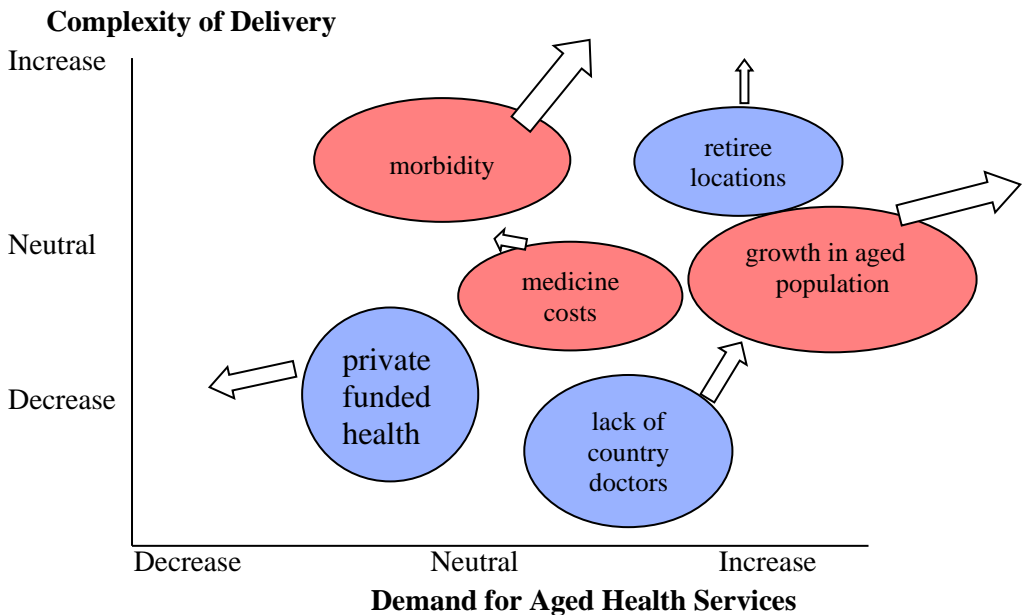 Complexity of Delivery
Increase
morbidity
retiree
locations
Neutral
growth in aged
population
medicine
costs
private
funded
health
Decrease
lack of
country
doctors
Decrease
Neutral
Increase
Demand for Aged Health Services